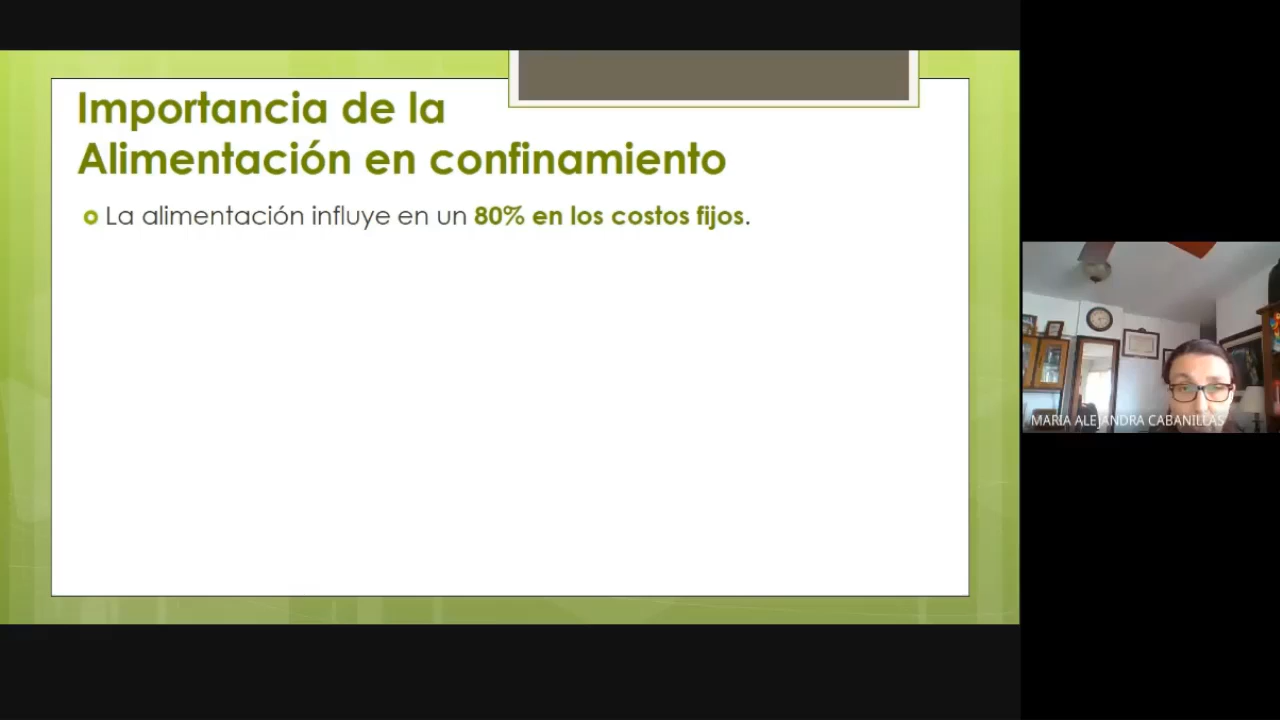 Importancia de la
Alimentación en confinamiento
La alimentación influye en un 80% en los costos fijos.
MARIA ALEJANDRA CABANILLAS